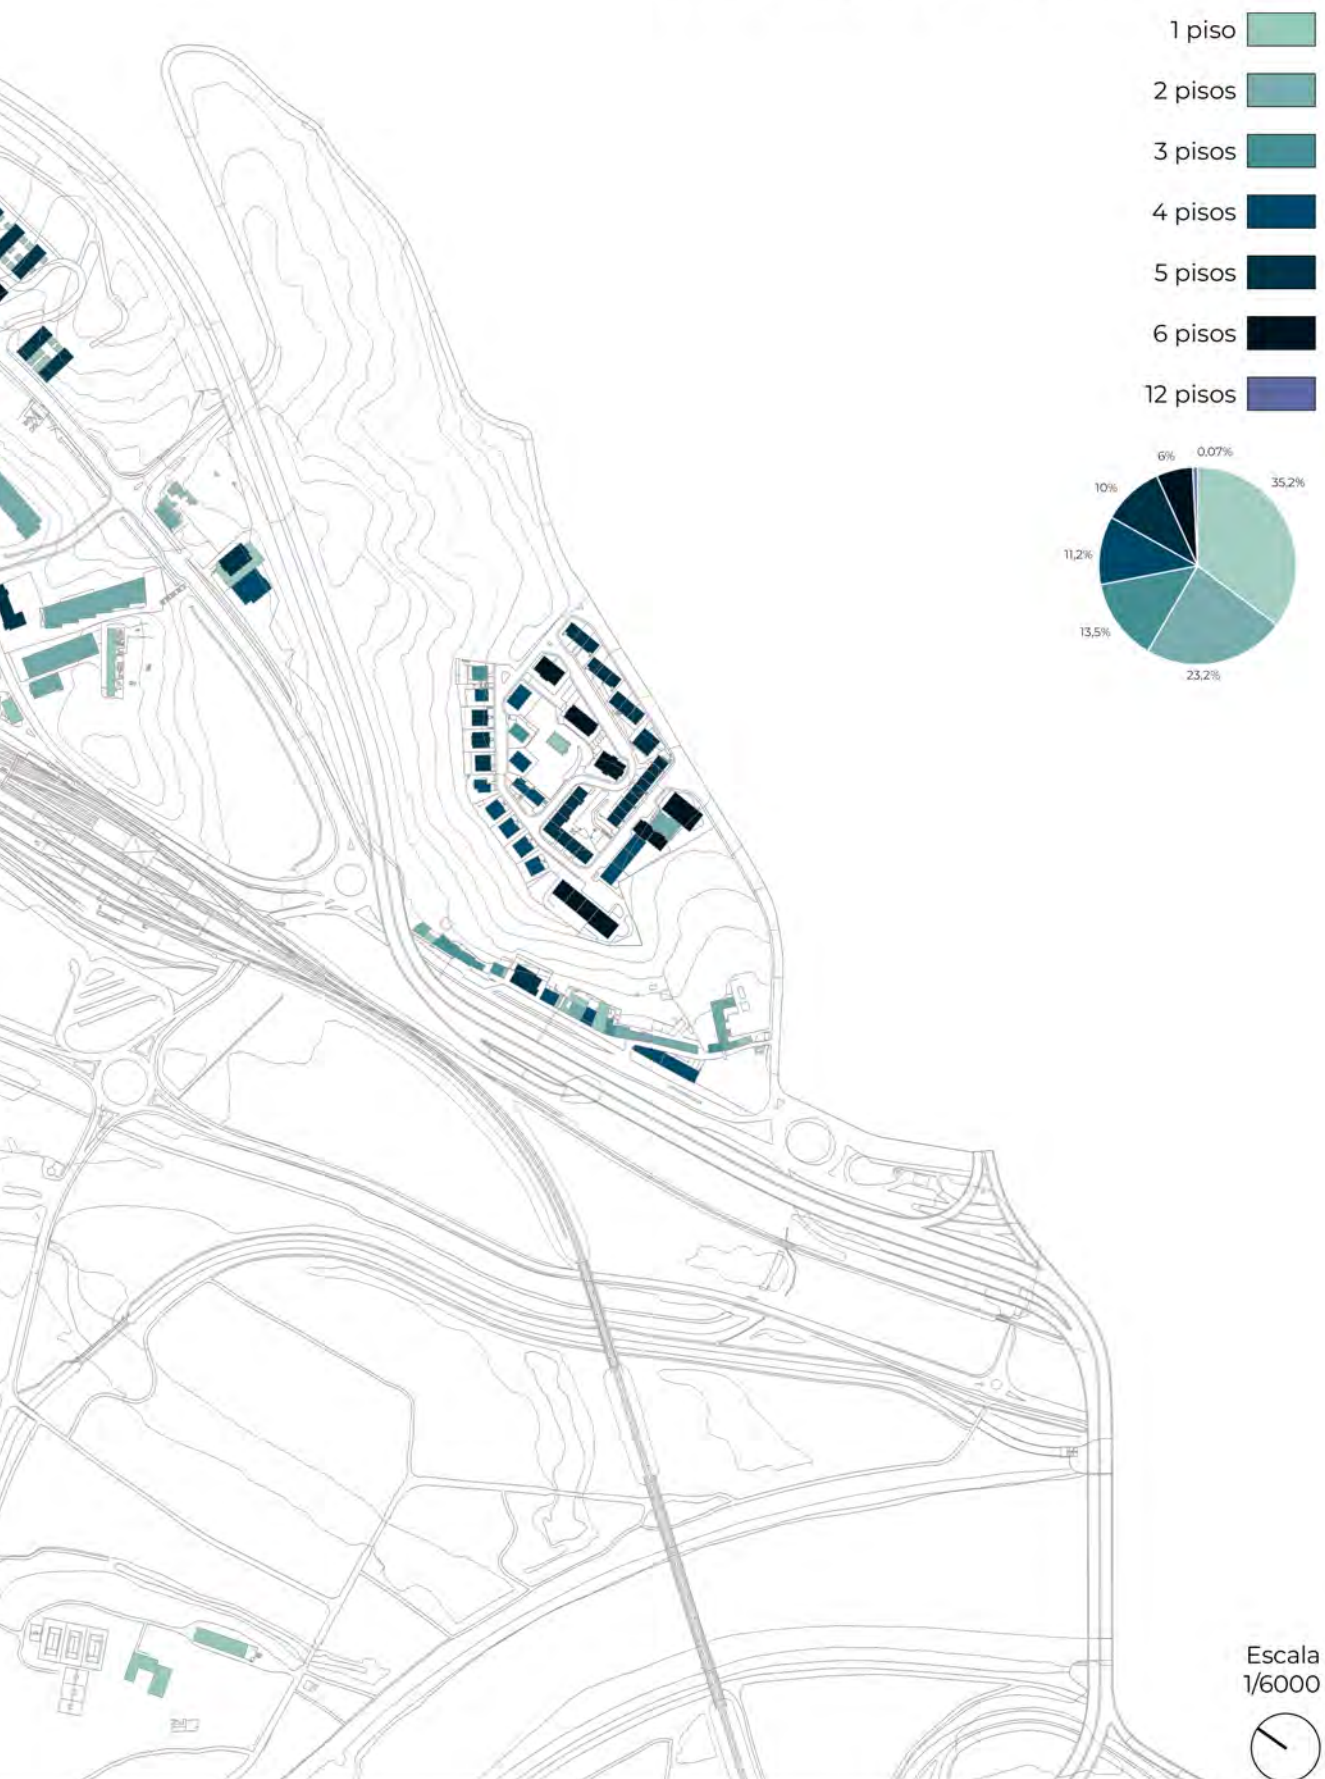 1 piso
2 pisos
3 pisos
4 pisos
5 pisos
6 pisos
12 pisos
6%
0,07%
10%
35,2%
11,2%
13,5%
23,2%
Escala
1/6000